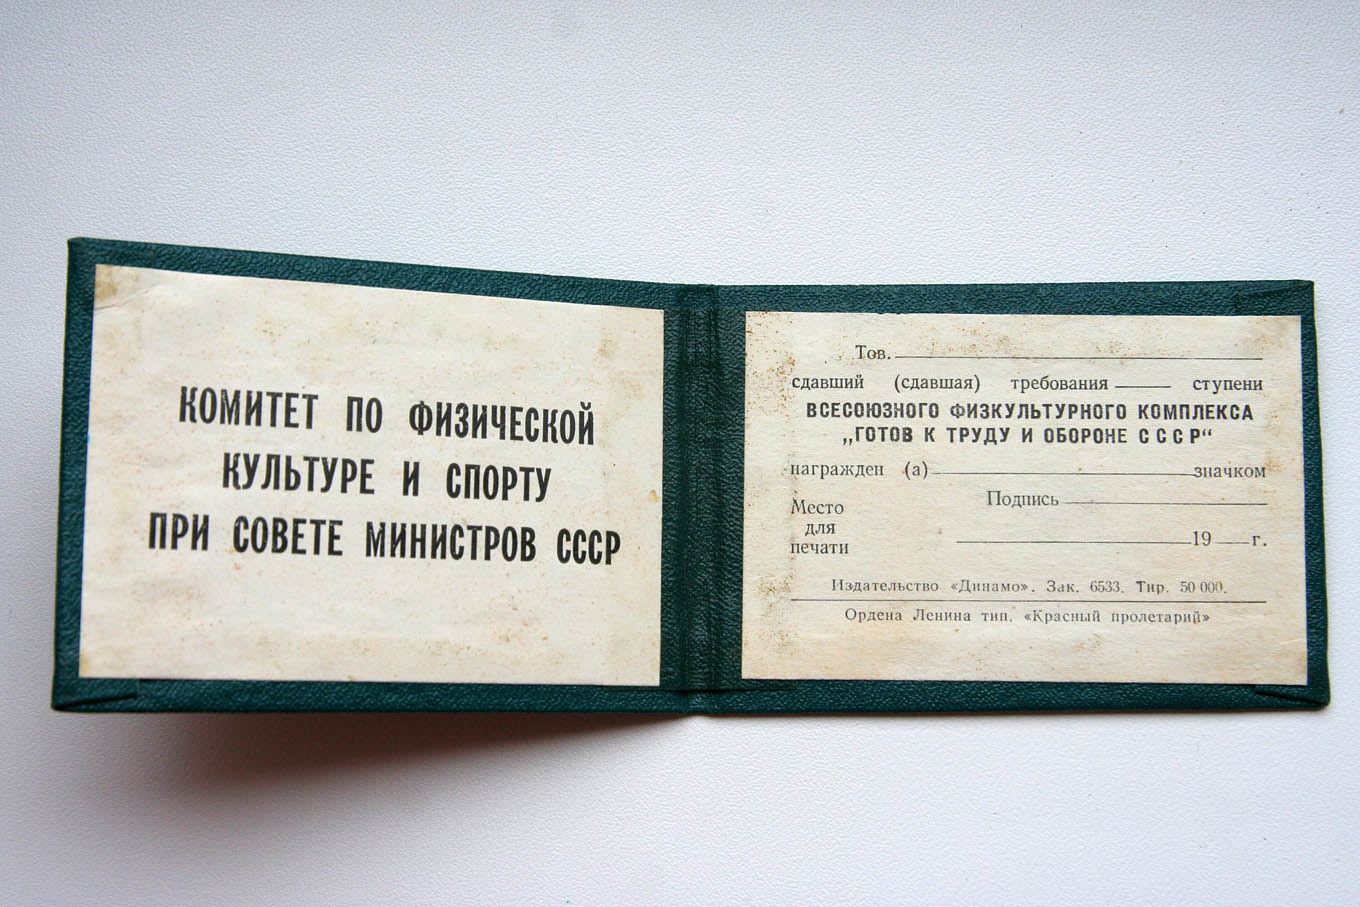 КОМИТЕТ ПО ФИЗИЧЕСКОЙ
КУЛЬТУРЕ И СПОРТУ
ПРИ СОВЕТЕ МИНИСТРОВ СССР
Тов.
сдавший (сдавшая) требования ступени
ВСЕСОЮЗНОГО ФИЗКУЛЬТУРНОГО КОМПЛЕКСА
„ГОТОВ К ТРУДУ И ОБОРОНЕ СССР“
награжден (а) значком
Подпись
Место
для
печати
19 г.
Издательство «Динамо». Зак. 6533. Тир. 50 000.
Ордена Ленина тип. «Красный пролетарий»